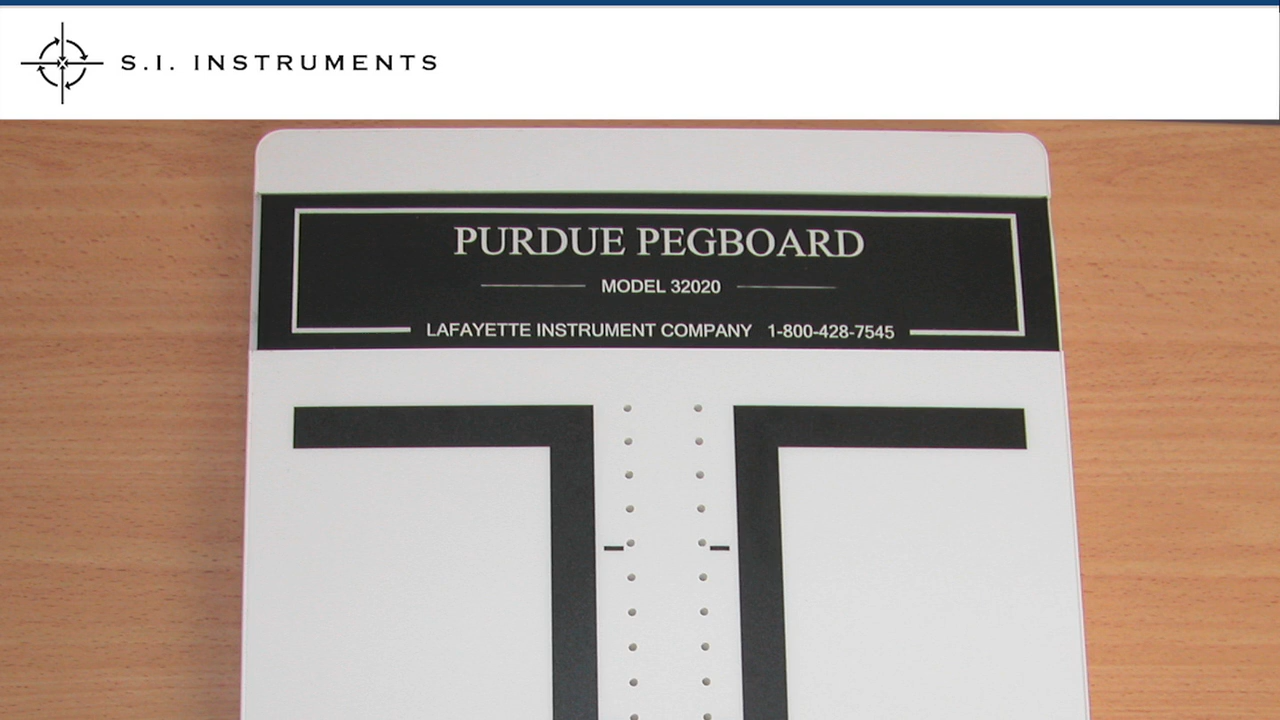 S.I. INSTRUMENTS
PURDUE PEGBOARD
MODEL 32020
LAFAYETTE INSTRUMENT COMPANY 1-800-428-7545